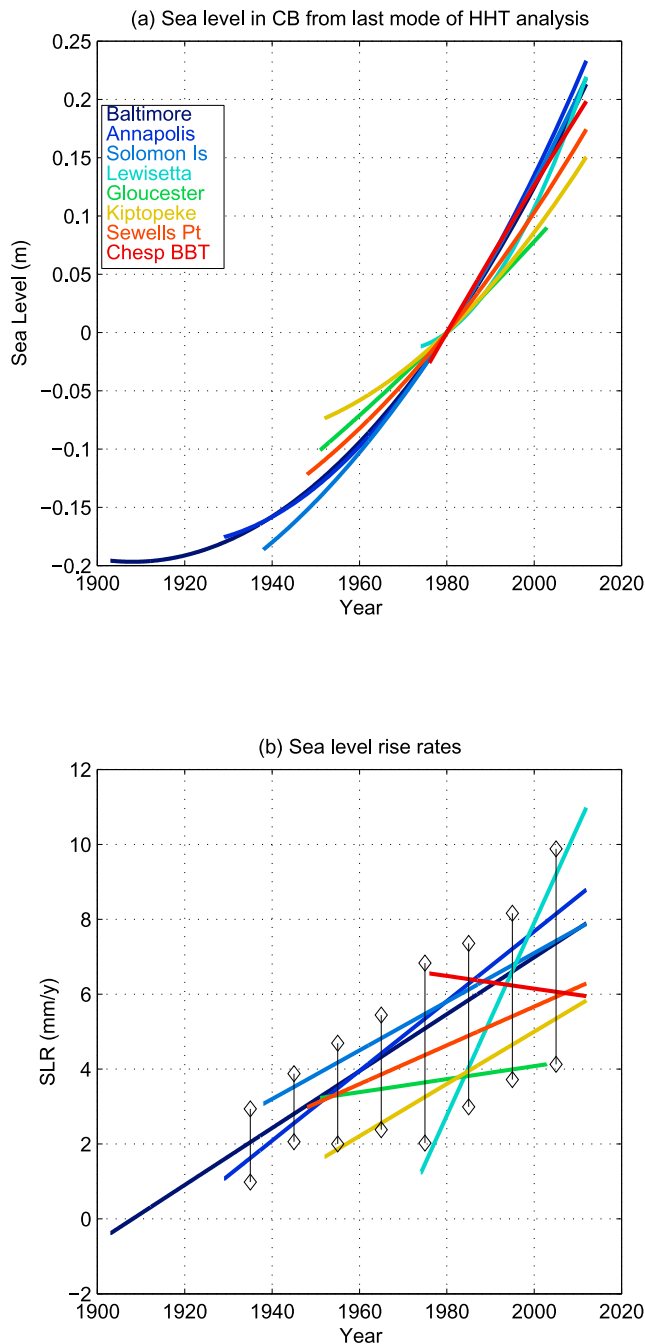 (a) Sea level in CB from last mode of HHT analysis
0.25
0.2
0.15
0.1
0.05
0
−0.05
−0.1
−0.15
−0.2
Sea Level (m)
Baltimore
Annapolis
Solomon Is
Lewisetta
Gloucester
Kiptopeke
Sewells Pt
Chesp BBT
1900 1920 1940 1960 1980 2000 2020
Year
(b) Sea level rise rates
12
10
8
6
4
2
0
−2
SLR (mm/y)
1900 1920 1940 1960 1980 2000 2020
Year